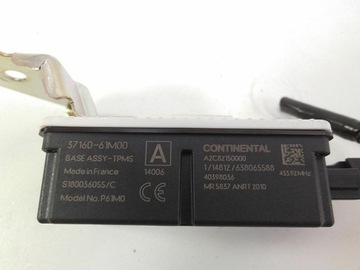 37160-61M00
BASE ASSY-TPMS
Made in France
S180036055/C
Model No. P61M0
A
14006
CE
CONTINENTAL
A2C82150000
1/14812/638065588
40398036
MR 5837 ANRT 2010
433.92MHz